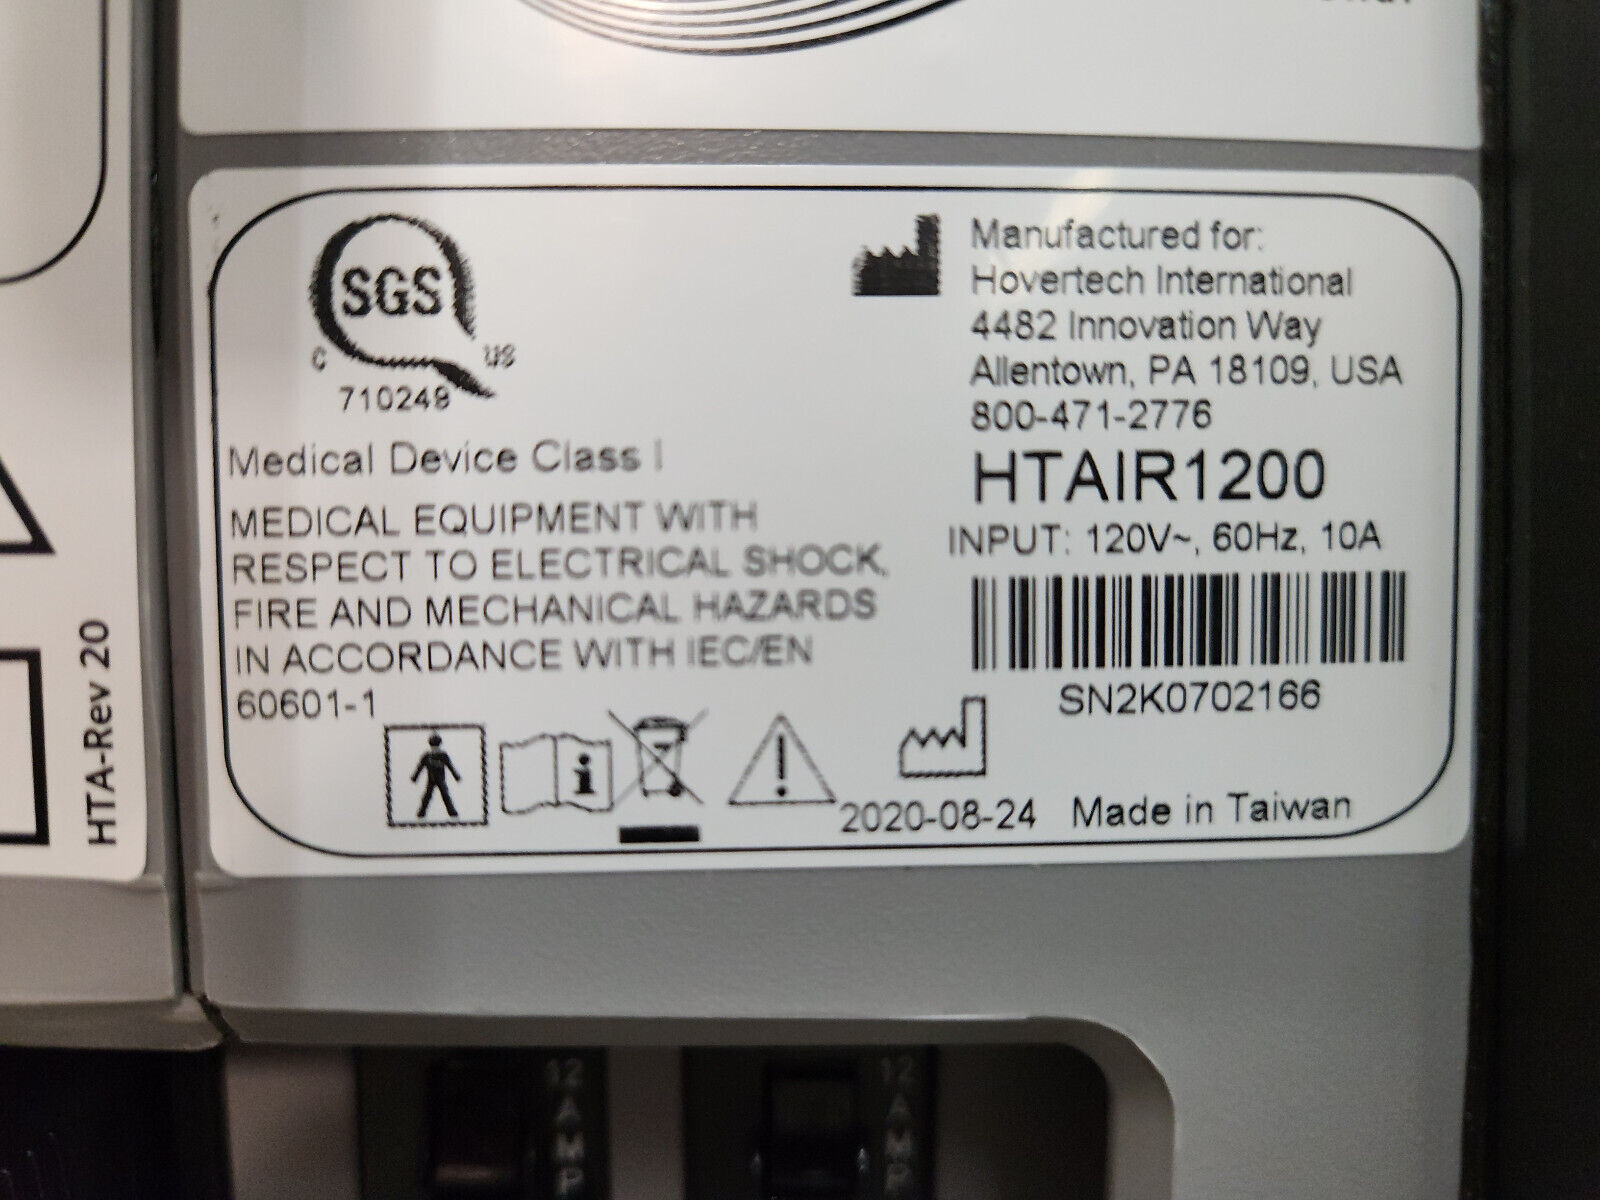 SGS
C US
710249
Medical Device Class I
MEDICAL EQUIPMENT WITH
RESPECT TO ELECTRICAL SHOCK,
FIRE AND MECHANICAL HAZARDS
IN ACCORDANCE WITH IEC/EN
60601-1
Manufactured for:
Hovertech International
4482 Innovation Way
Allentown, PA 18109, USA
800-471-2776
HTAIR1200
INPUT: 120V~, 60Hz, 10A
SN2K0702166
2020-08-24 Made in Taiwan
HTA-Rev 20
12 AMP
12 AMP